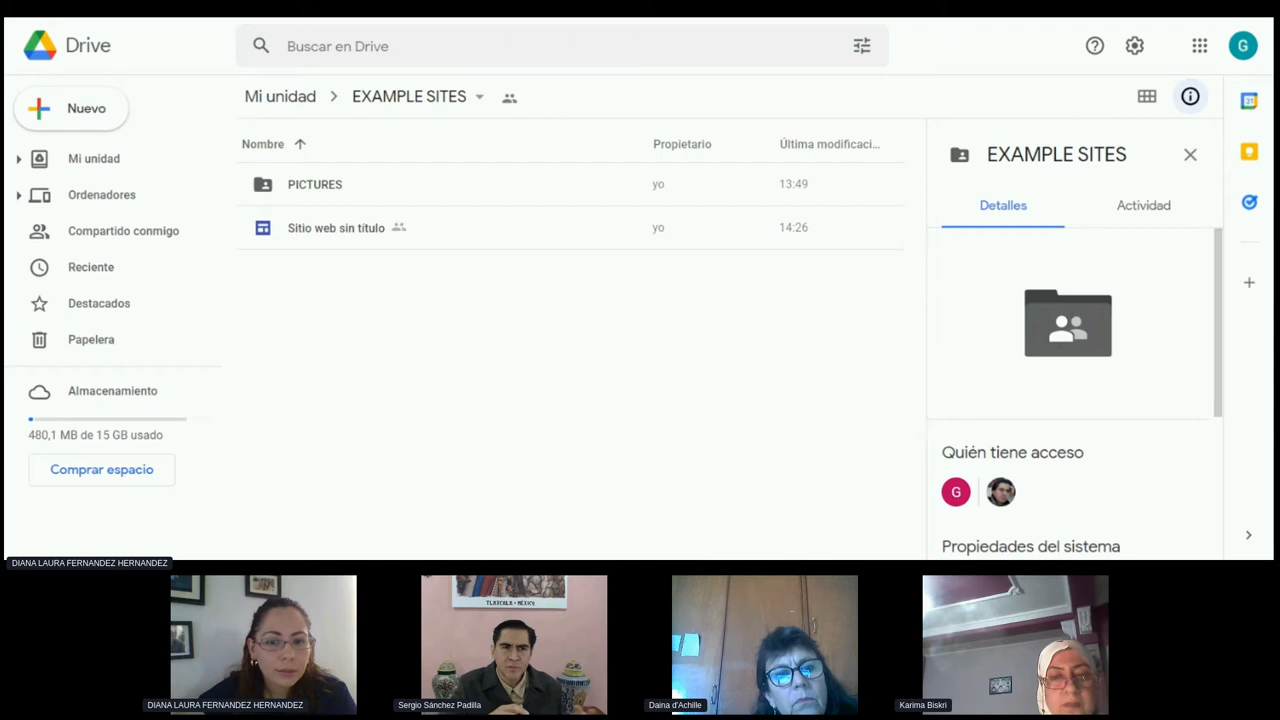 Drive
Buscar en Drive
G
Nuevo
Mi unidad
Ordenadores
Compartido conmigo
Reciente
Destacados
Papelera
Almacenamiento
480,1 MB de 15 GB usado
Comprar espacio
Mi unidad > EXAMPLE SITES
Nombre Propietario Última modificaci...
PICTURES yo 13:49
Sitio web sin título yo 14:26
EXAMPLE SITES
Detalles Actividad
Quién tiene acceso
G
Propiedades del sistema
31
DIANA LAURA FERNANDEZ HERNANDEZ
TLAXCALA • MÉXICO
DIANA LAURA FERNANDEZ HERNANDEZ
Sergio Sánchez Padilla
Daina d'Achille
Karima Biskri